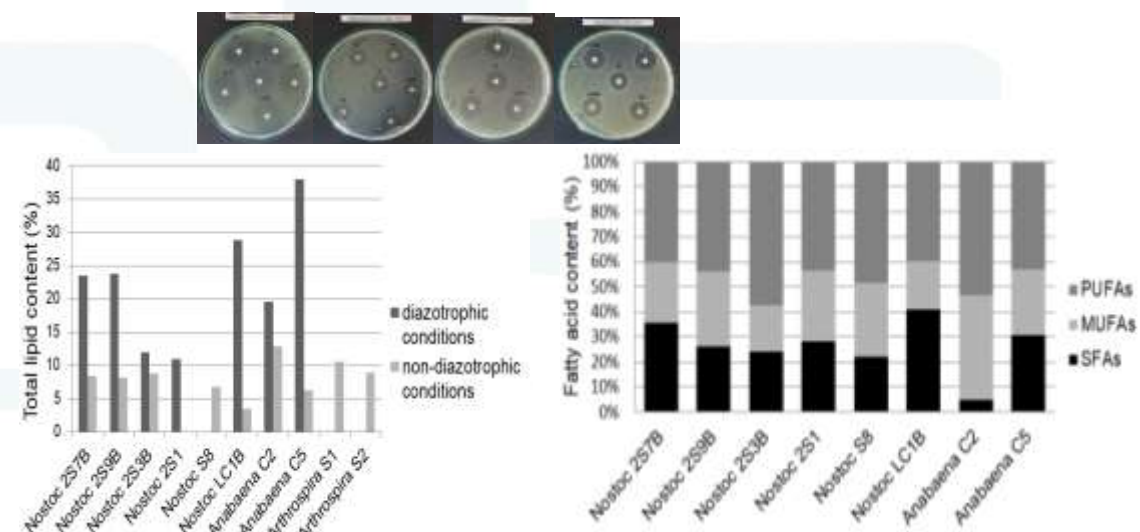 Total lipid content (%)
40
35
30
25
20
15
10
5
0
Nostoc 2S7B
Nostoc 2S9B
Nostoc 2S3B
Nostoc 2S1
Nostoc S8
Nostoc LC1B
Anabaena C2
Anabaena C5
Arthrospira S1
Arthrospira S2
diazotrophic
conditions
non-diazotrophic
conditions
Fatty acid content (%)
100%
90%
80%
70%
60%
50%
40%
30%
20%
10%
0%
Nostoc 2S7B
Nostoc 2S9B
Nostoc 2S3B
Nostoc 2S1
Nostoc S8
Nostoc LC1B
Anabaena C2
Anabaena C5
PUFAs
MUFAs
SFAs